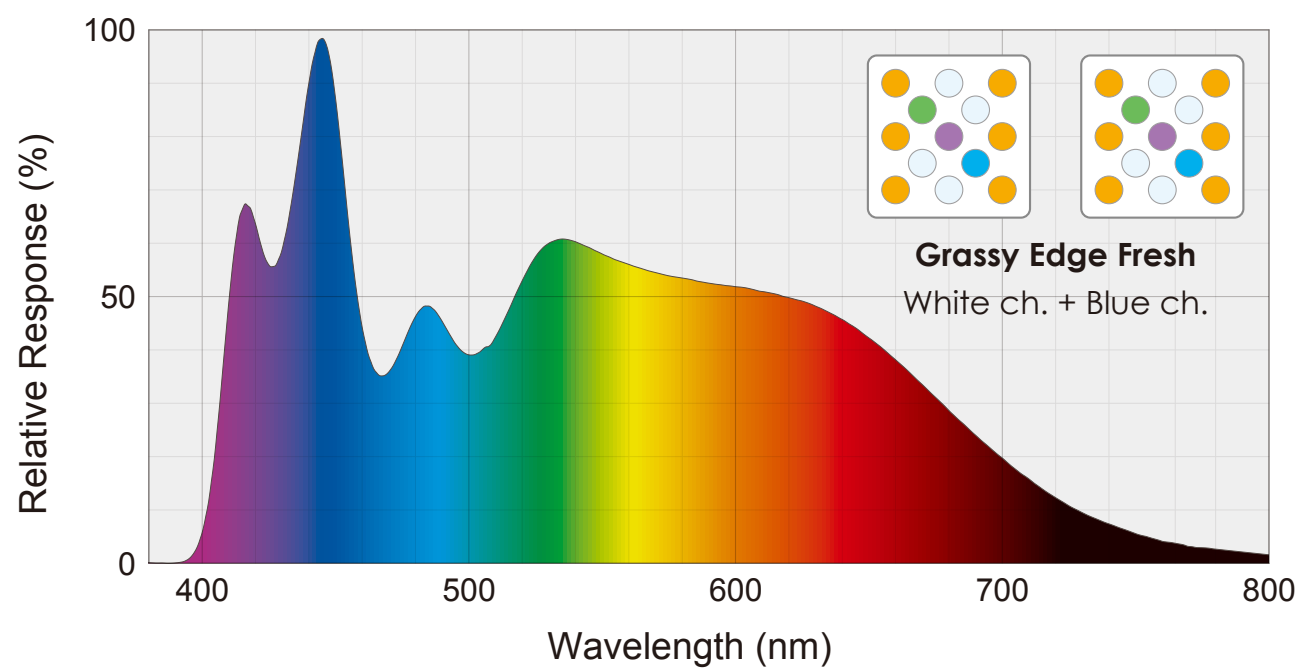 Relative Response (%)
100
50
0
400
500
600
700
800
Wavelength (nm)
Grassy Edge Fresh
White ch. + Blue ch.